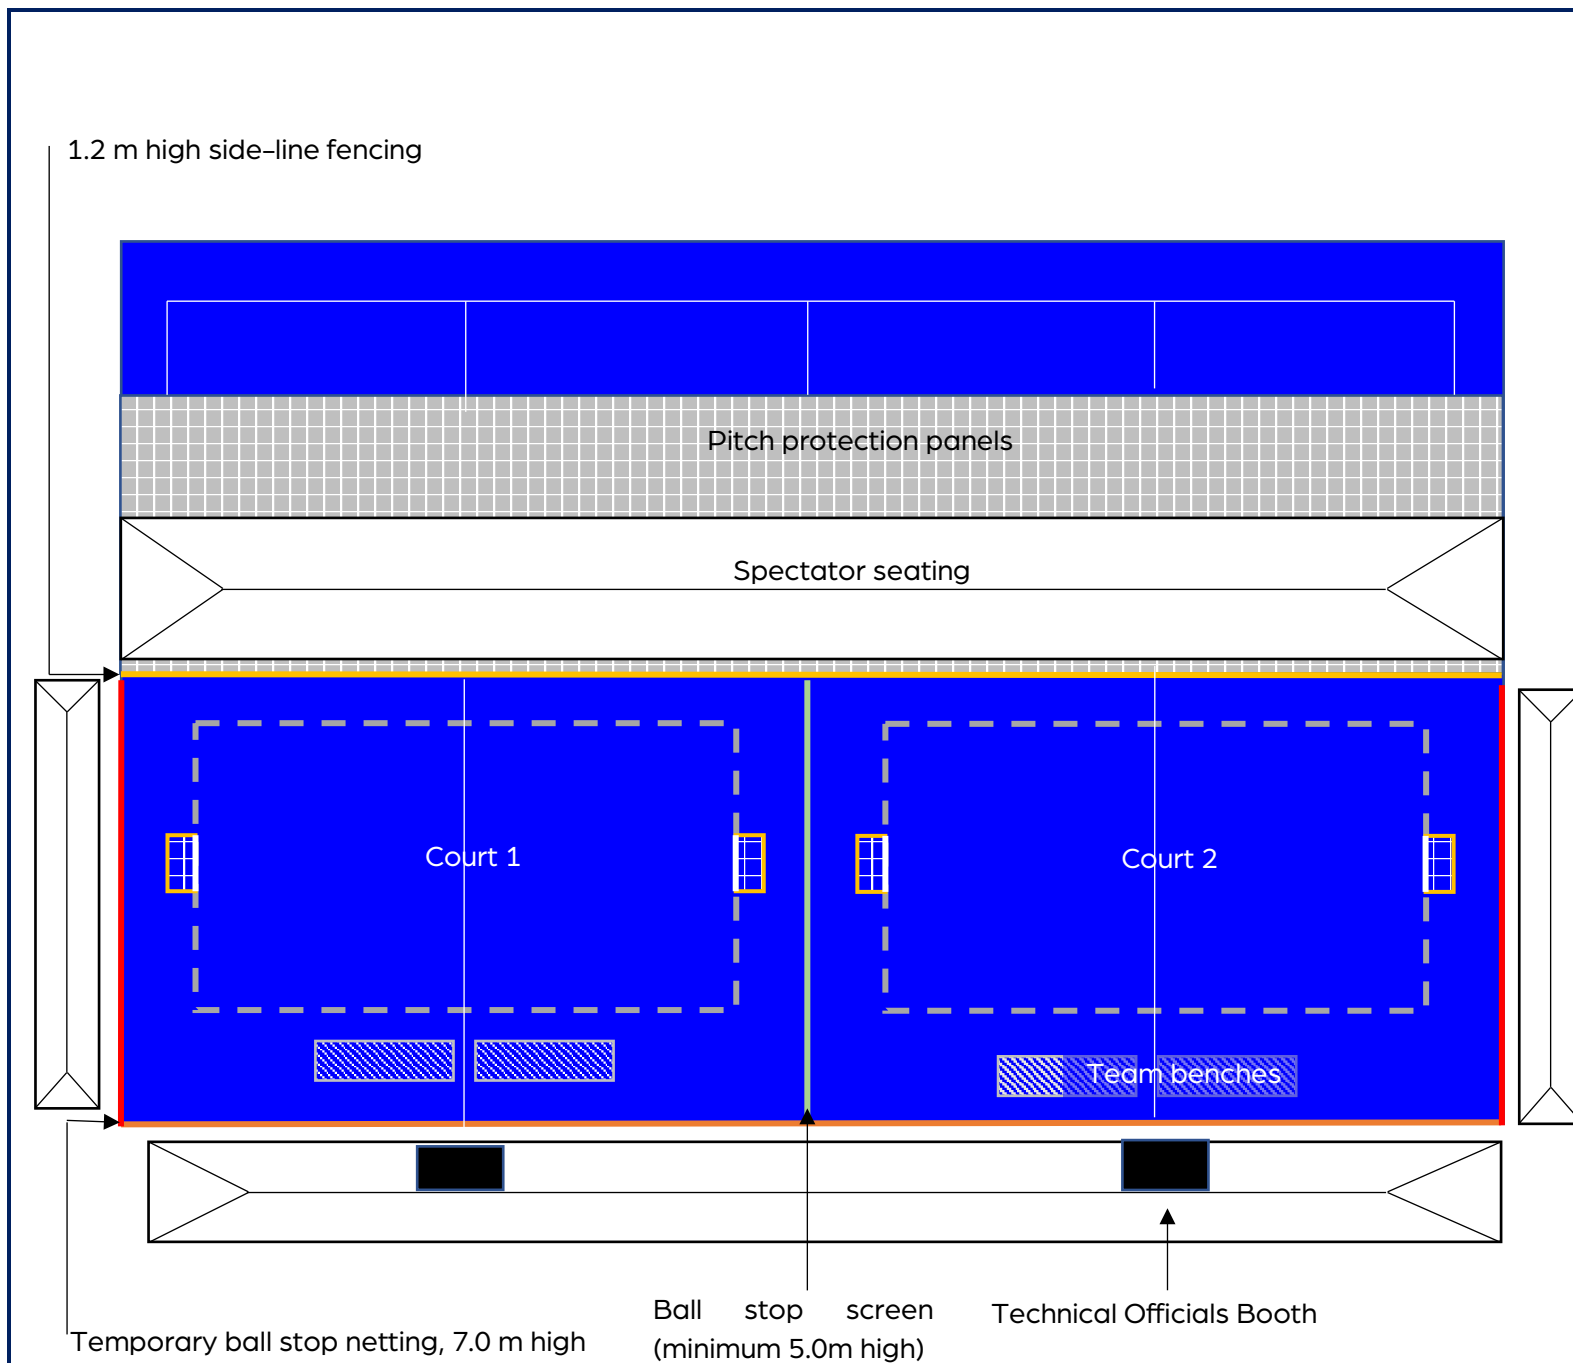 1.2 m high side-line fencing
Pitch protection panels
Spectator seating
Court 1
Court 2
Team benches
Ball stop screen
(minimum 5.0m high)
Technical Officials Booth
Temporary ball stop netting, 7.0 m high